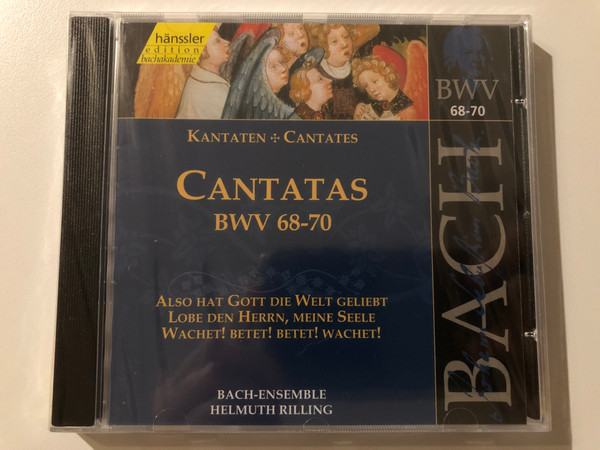 hänssler
edition
bachakademie
BWV
68-70
KANTATEN + CANTATES
CANTATAS
BWV 68-70
ALSO HAT GOTT DIE WELT GELIEBT
LOBE DEN HERRN, MEINE SEELE
WACHET! BETET! BETET! WACHET!
BACH-ENSEMBLE
HELMUTH RILLING
BACH